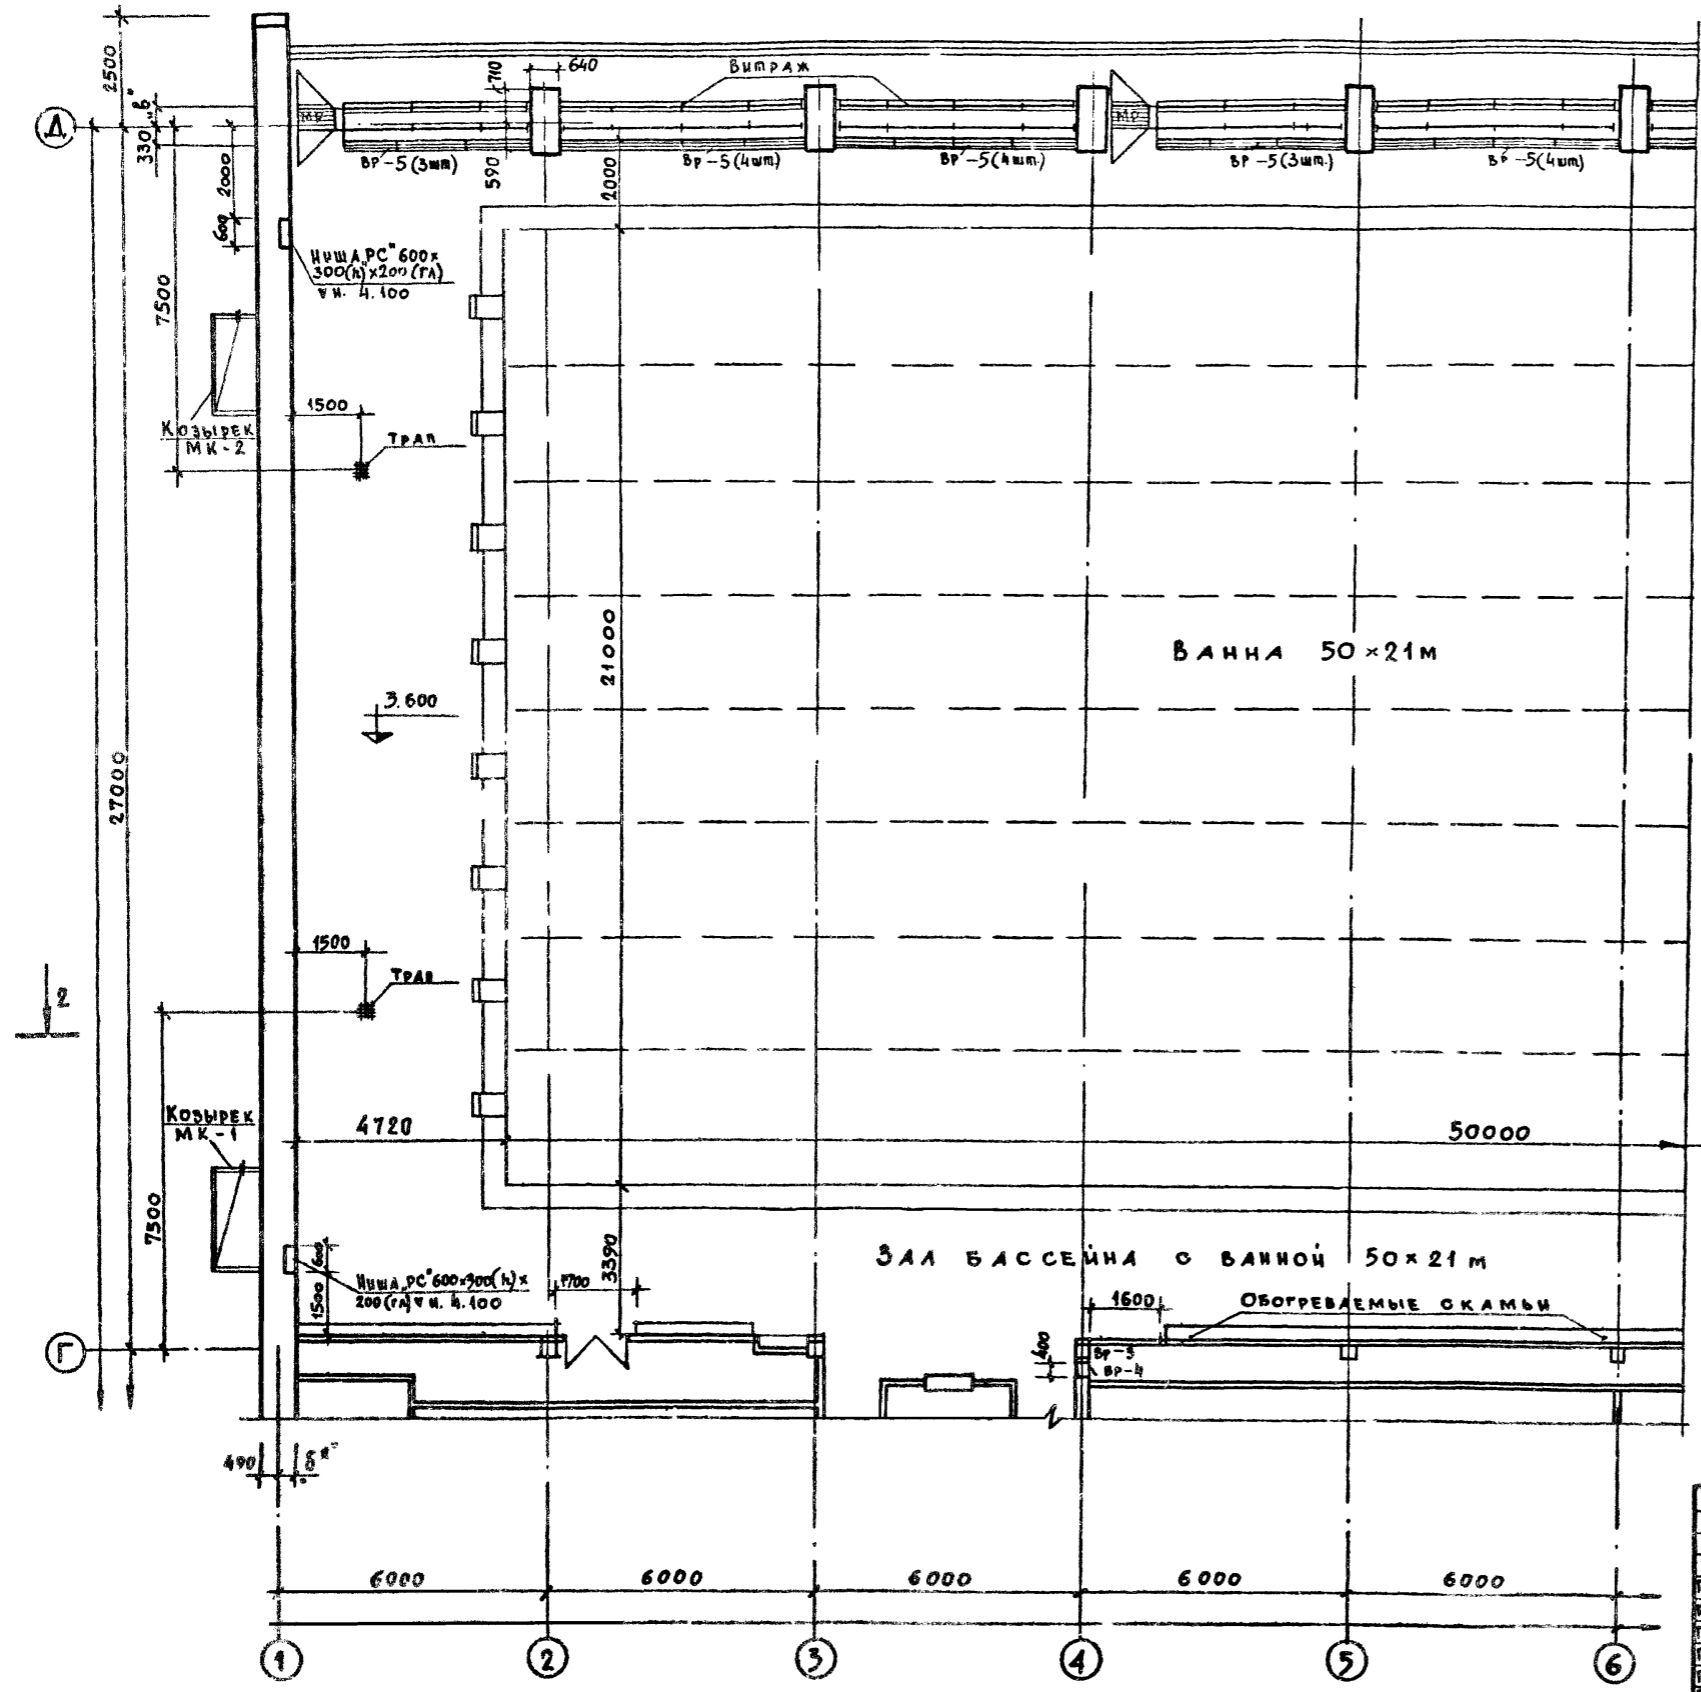 2500
710
640
Витраж
Д
330
"в"
МР
МР
ВР-5(3шт)
ВР-5(4шт)
ВР-5(4шт.)
ВР-5(3шт.)
ВР-5(4шт)
590
2000
2000
600
Ниша „РС" 600×
300(h)×200(гл)
н. 4.100
7500
Козырек
МК-2
1500
Трап
21000
Ванна 50×21м
3.600
27000
1500
Трап
2
Козырек
МК-1
4720
50000
7500
3390
Зал бассейна с ванной 50×21м
600
1500
Ниша „РС" 600×300(h)×
200(гл) н. 4.100
1700
1600
Обогреваемые скамьи
Г
400
ВР-3
ВР-4
490
6000
6000
6000
6000
6000
1
2
3
4
5
6